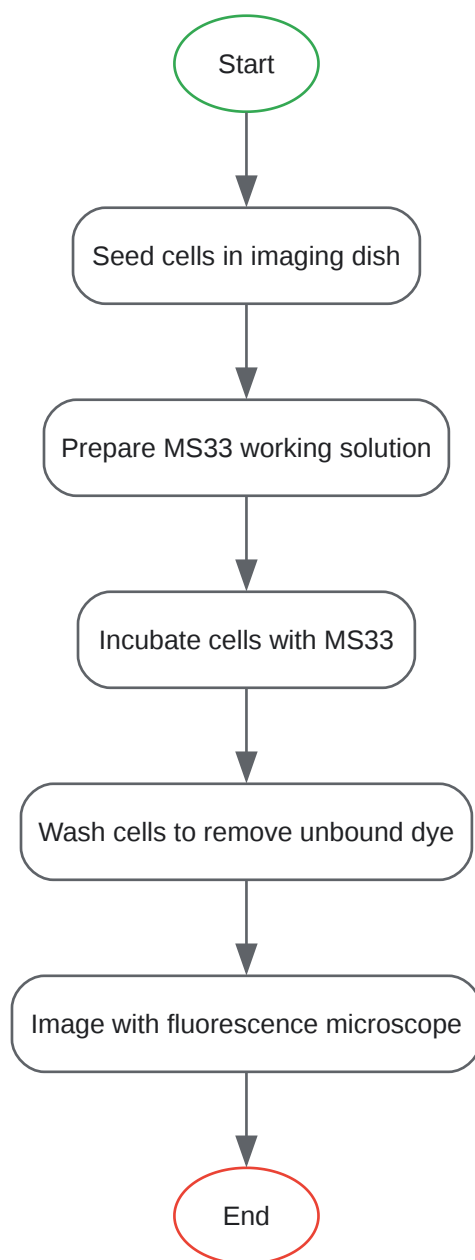 Start
Seed cells in imaging dish
Prepare MS33 working solution
Incubate cells with MS33
Wash cells to remove unbound dye
Image with fluorescence microscope
End